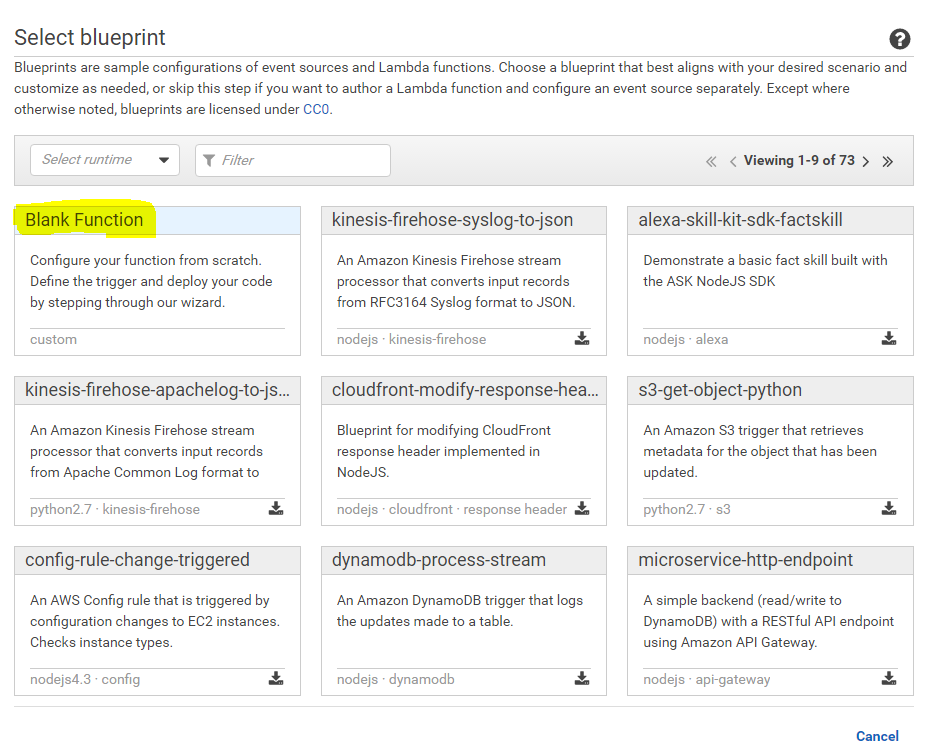 Select blueprint
Blueprints are sample configurations of event sources and Lambda functions. Choose a blueprint that best aligns with your desired scenario and
customize as needed, or skip this step if you want to author a Lambda function and configure an event source separately. Except where
otherwise noted, blueprints are licensed under CC0.
Select runtime
Filter
« ‹ Viewing 1-9 of 73 › »
Blank Function
Configure your function from scratch.
Define the trigger and deploy your code
by stepping through our wizard.
custom
kinesis-firehose-syslog-to-json
An Amazon Kinesis Firehose stream
processor that converts input records
from RFC3164 Syslog format to JSON.
nodejs · kinesis-firehose
alexa-skill-kit-sdk-factskill
Demonstrate a basic fact skill built with
the ASK NodeJS SDK
nodejs · alexa
kinesis-firehose-apachelog-to-js...
An Amazon Kinesis Firehose stream
processor that converts input records
from Apache Common Log format to
python2.7 · kinesis-firehose
cloudfront-modify-response-hea...
Blueprint for modifying CloudFront
response header implemented in
NodeJS.
nodejs · cloudfront · response header
s3-get-object-python
An Amazon S3 trigger that retrieves
metadata for the object that has been
updated.
python2.7 · s3
config-rule-change-triggered
An AWS Config rule that is triggered by
configuration changes to EC2 instances.
Checks instance types.
nodejs4.3 · config
dynamodb-process-stream
An Amazon DynamoDB trigger that logs
the updates made to a table.
nodejs · dynamodb
microservice-http-endpoint
A simple backend (read/write to
DynamoDB) with a RESTful API endpoint
using Amazon API Gateway.
nodejs · api-gateway
Cancel